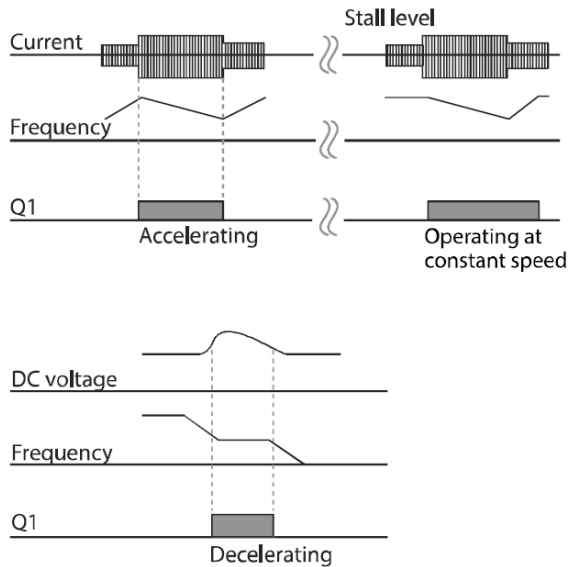 Stall level
Current
Frequency
Q1
Accelerating
Operating at
constant speed
DC voltage
Frequency
Q1
Decelerating